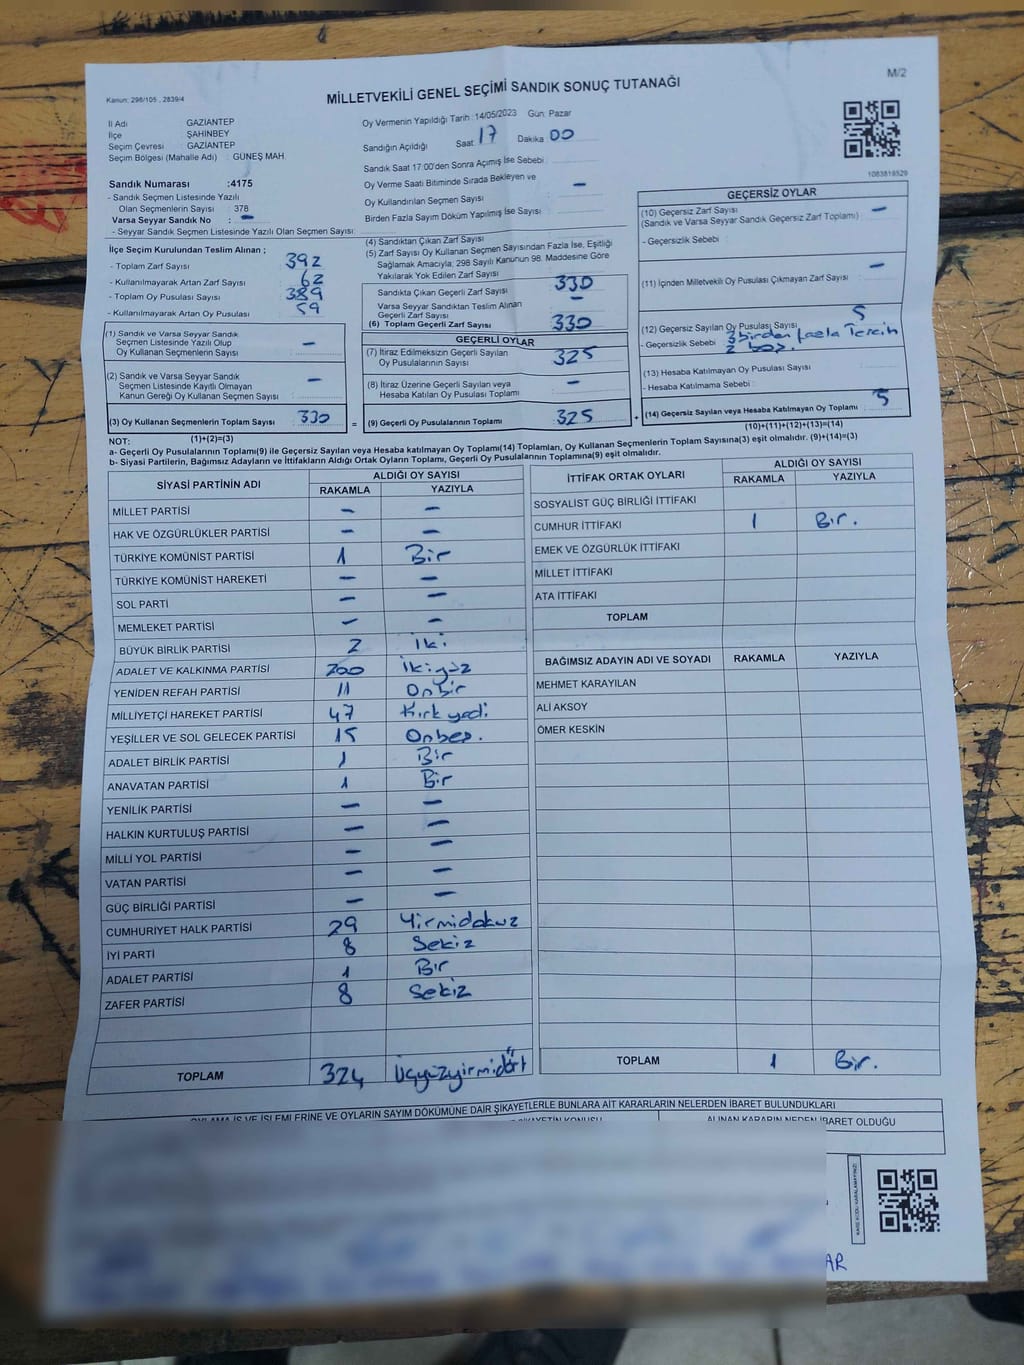 M/2
Kanun: 298/105 , 2839/4
MİLLETVEKİLİ GENEL SEÇİMİ SANDIK SONUÇ TUTANAĞI
İl Adı GAZİANTEP
İlçe ŞAHİNBEY
Seçim Çevresi GAZİANTEP
Seçim Bölgesi (Mahalle Adı) : GÜNEŞ MAH.
Sandık Numarası :4175
- Sandık Seçmen Listesinde Yazılı
Olan Seçmenlerin Sayısı : 378
Varsa Seyyar Sandık No : -
- Seyyar Sandık Seçmen Listesinde Yazılı Olan Seçmen Sayısı:
Oy Vermenin Yapıldığı Tarih : 14/05/2023 Gün: Pazar
Sandığın Açıldığı Saat 17 Dakika 00
Sandık Saat 17:00'den Sonra Açımış İse Sebebi :
Oy Verme Saati Bitiminde Sırada Bekleyen ve
Oy Kullandırılan Seçmen Sayısı -
Birden Fazla Sayım Döküm Yapılmış İse Sayısı :
1083819529
İlçe Seçim Kurulundan Teslim Alınan ;
- Toplam Zarf Sayısı 392
- Kullanılmayarak Artan Zarf Sayısı 62
- Toplam Oy Pusulası Sayısı 389
- Kullanılmayarak Artan Oy Pusulası 59
(1) Sandık ve Varsa Seyyar Sandık
Seçmen Listesinde Yazılı Olup
Oy Kullanan Seçmenlerin Sayısı -
(2) Sandık ve Varsa Seyyar Sandık
Seçmen Listesinde Kayıtlı Olmayan
Kanun Gereği Oy Kullanan Seçmen Sayısı : -
(3) Oy Kullanan Seçmenlerin Toplam Sayısı 330
(1)+(2)=(3)
(4) Sandıktan Çıkan Zarf Sayısı
(5) Zarf Sayısı Oy Kullanan Seçmen Sayısından Fazla İse, Eşitliği
Sağlamak Amacıyla; 298 Sayılı Kanunun 98. Maddesine Göre
Yakılarak Yok Edilen Zarf Sayısı
Sandıkta Çıkan Geçerli Zarf Sayısı 330
Varsa Seyyar Sandıktan Teslim Alınan
Geçerli Zarf Sayısı -
(6) Toplam Geçerli Zarf Sayısı 330
GEÇERLİ OYLAR
(7) İtiraz Edilmeksizin Geçerli Sayılan
Oy Pusulalarının Sayısı 325
(8) İtiraz Üzerine Geçerli Sayılan veya
Hesaba Katılan Oy Pusulası Toplamı -
= (9) Geçerli Oy Pusulalarının Toplamı 325
GEÇERSİZ OYLAR
(10) Geçersiz Zarf Sayısı -
(Sandık ve Varsa Seyyar Sandık Geçersiz Zarf Toplamı)
- Geçersizlik Sebebi :
(11) İçinden Milletvekili Oy Pusulası Çıkmayan Zarf Sayısı -
(12) Geçersiz Sayılan Oy Pusulası Sayısı 5
- Geçersizlik Sebebi : 3 birden fazla Tercih
2 boş.
(13) Hesaba Katılmayan Oy Pusulası Sayısı :
- Hesaba Katılmama Sebebi :
+ (14) Geçersiz Sayılan veya Hesaba Katılmayan Oy Toplamı 5
(10)+(11)+(12)+(13)=(14)
NOT:
a- Geçerli Oy Pusulalarının Toplamı(9) ile Geçersiz Sayılan veya Hesaba katılmayan Oy Toplamı(14) Toplamları, Oy Kullanan Seçmenlerin Toplam Sayısına(3) eşit olmalıdır. (9)+(14)=(3)
b- Siyasi Partilerin, Bağımsız Adayların ve İttifakların Aldığı Ortak Oyların Toplamı, Geçerli Oy Pusulalarının Toplamına(9) eşit olmalıdır.
SİYASİ PARTİNİN ADI ALDIĞI OY SAYISI
RAKAMLA YAZIYLA
MİLLET PARTİSİ - -
HAK VE ÖZGÜRLÜKLER PARTİSİ - -
TÜRKİYE KOMÜNİST PARTİSİ 1 Bir
TÜRKİYE KOMÜNİST HAREKETİ - -
SOL PARTİ - -
MEMLEKET PARTİSİ - -
BÜYÜK BİRLİK PARTİSİ 2 İki
ADALET VE KALKINMA PARTİSİ 200 İkiyüz
YENİDEN REFAH PARTİSİ 11 Onbir
MİLLİYETÇİ HAREKET PARTİSİ 47 Kırkyedi
YEŞİLLER VE SOL GELECEK PARTİSİ 15 Onbeş.
ADALET BİRLİK PARTİSİ 1 Bir
ANAVATAN PARTİSİ 1 Bir
YENİLİK PARTİSİ - -
HALKIN KURTULUŞ PARTİSİ - -
MİLLİ YOL PARTİSİ - -
VATAN PARTİSİ - -
GÜÇ BİRLİĞİ PARTİSİ - -
CUMHURİYET HALK PARTİSİ 29 Yirmidokuz
İYİ PARTİ 8 Sekiz
ADALET PARTİSİ 1 Bir
ZAFER PARTİSİ 8 Sekiz
TOPLAM 324 Üçyüzyirmidört
İTTİFAK ORTAK OYLARI ALDIĞI OY SAYISI
RAKAMLA YAZIYLA
SOSYALİST GÜÇ BİRLİĞİ İTTİFAKI
CUMHUR İTTİFAKI 1 Bir.
EMEK VE ÖZGÜRLÜK İTTİFAKI
MİLLET İTTİFAKI
ATA İTTİFAKI
TOPLAM
BAĞIMSIZ ADAYIN ADI VE SOYADI RAKAMLA YAZIYLA
MEHMET KARAYILAN
ALİ AKSOY
ÖMER KESKİN
TOPLAM 1 Bir.
OYLAMA İŞ VE İŞLEMLERİNE VE OYLARIN SAYIM DÖKÜMÜNE DAİR ŞİKAYETLERLE BUNLARA AİT KARARLARIN NELERDEN İBARET BULUNDUKLARI
ŞİKAYETİN KONUSU ALINAN KARARIN NEDEN İBARET OLDUĞU
KARE KODU KARALAMAYINIZ!
AR